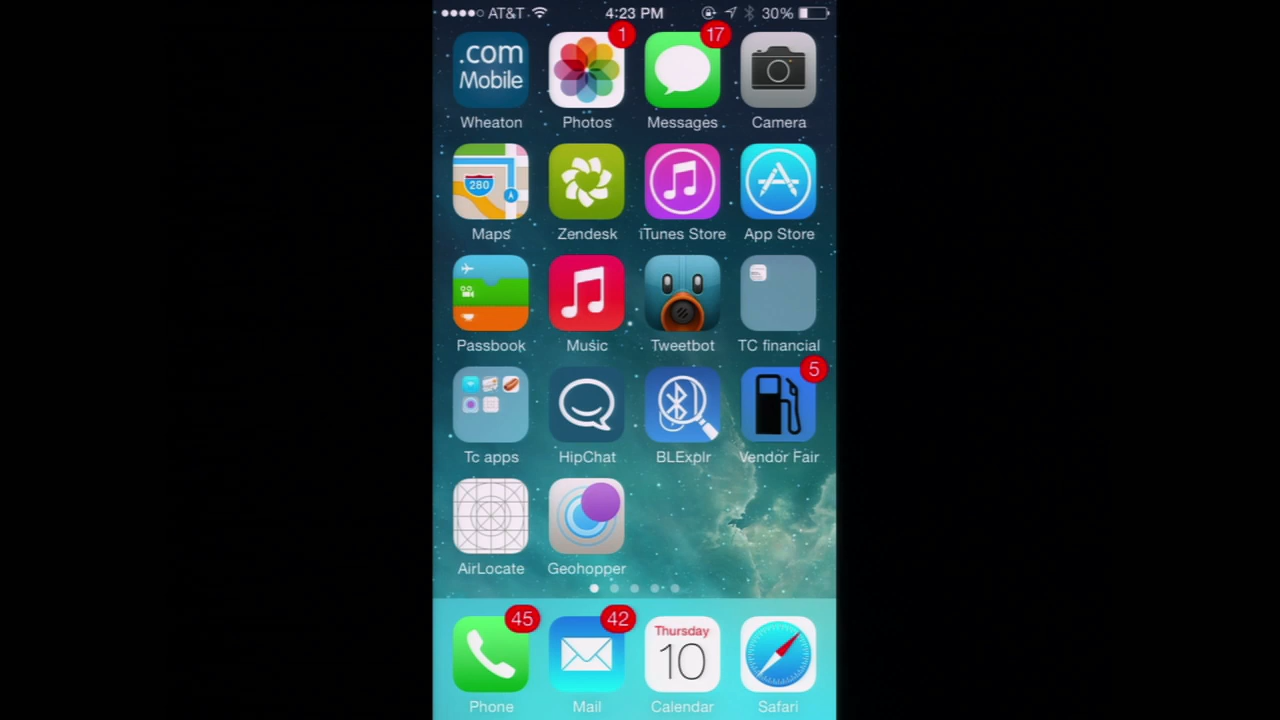 AT&T 4:23 PM 30%
.com
Mobile
1 17
Wheaton Photos Messages Camera
280
A
Maps Zendesk iTunes Store App Store
Passbook Music Tweetbot TC financial
5
Tc apps HipChat BLExplr Vendor Fair
AirLocate Geohopper
45 42
Thursday
10
Phone Mail Calendar Safari